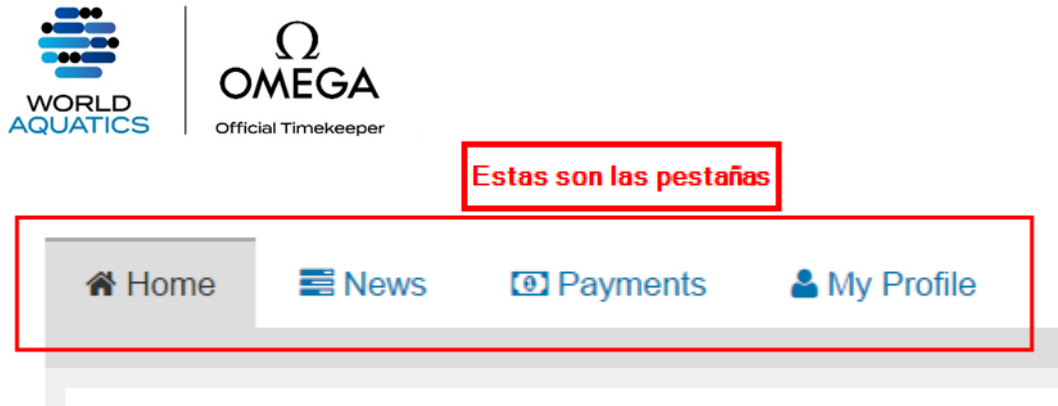 WORLD
AQUATICS
Ω
OMEGA
Official Timekeeper
Estas son las pestañas
Home News Payments My Profile